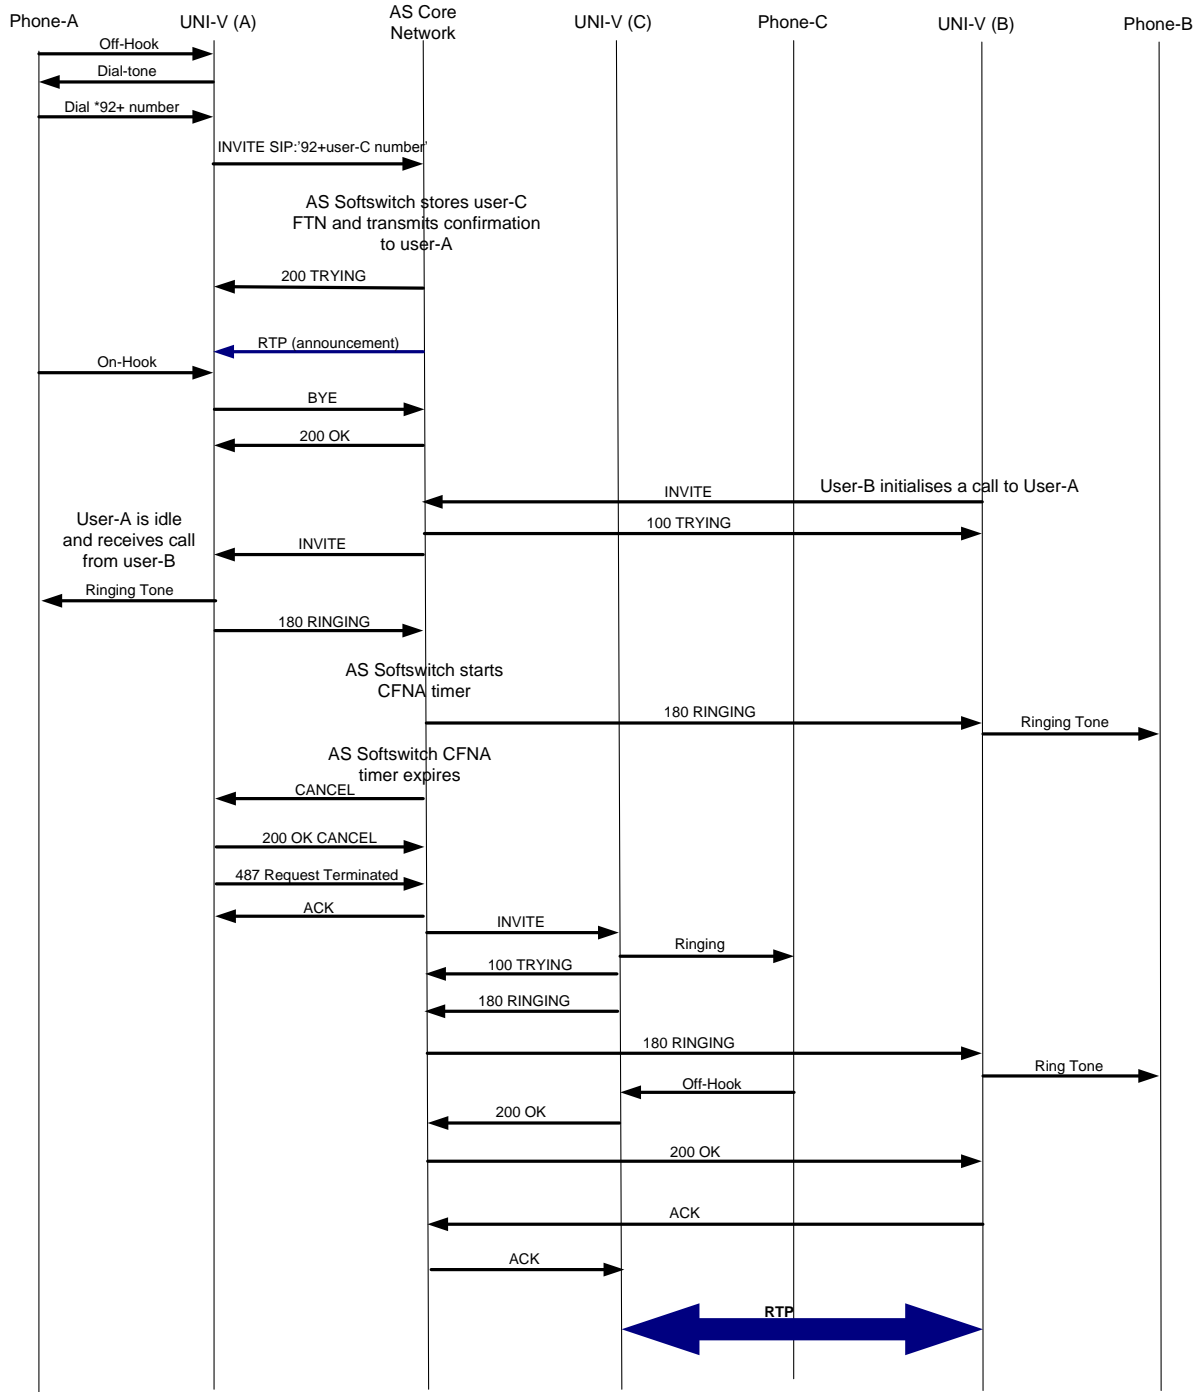 Phone-A
UNI-V (A)
AS Core
Network
UNI-V (C)
Phone-C
UNI-V (B)
Phone-B
Off-Hook
Dial-tone
Dial *92+ number
INVITE SIP:'92+user-C number'
AS Softswitch stores user-C
FTN and transmits confirmation
to user-A
200 TRYING
RTP (announcement)
On-Hook
BYE
200 OK
User-B initialises a call to User-A
INVITE
100 TRYING
User-A is idle
and receives call
from user-B
INVITE
Ringing Tone
180 RINGING
AS Softswitch starts
CFNA timer
180 RINGING
Ringing Tone
AS Softswitch CFNA
timer expires
CANCEL
200 OK CANCEL
487 Request Terminated
ACK
INVITE
Ringing
100 TRYING
180 RINGING
180 RINGING
Ring Tone
Off-Hook
200 OK
200 OK
ACK
ACK
RTP